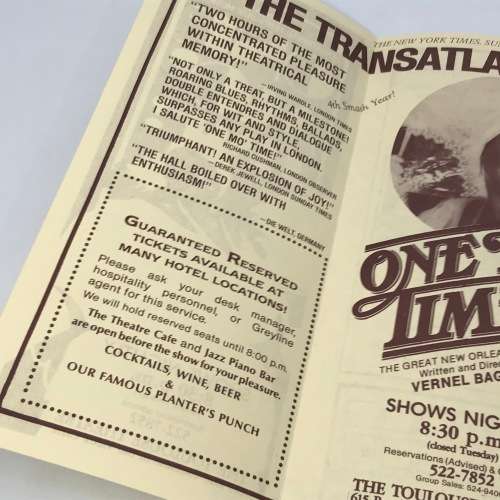 THE TRANSATLA
THE NEW YORK TIMES, SU
"TWO HOURS OF THE MOST
CONCENTRATED PLEASURE
WITHIN THEATRICAL
MEMORY!"
—IRVING WARDLE, LONDON TIMES
"NOT ONLY A TREAT, BUT A MILESTONE!
ROARING BLUES, RHYTHMS, BALLADS,
DOUBLE ENTENDRES AND DIALOGUE
WHICH, FOR WIT AND STYLE,
SURPASSES ANY PLAY IN LONDON.
I SALUTE 'ONE MO' TIME!'"
RICHARD CUSHMAN, LONDON OBSERVER
"TRIUMPHANT! AN EXPLOSION OF JOY!"
—DEREK JEWELL, LONDON SUNDAY TIMES
"THE HALL BOILED OVER WITH
ENTHUSIASM!"
—DIE WELT, GERMANY
GUARANTEED RESERVED
TICKETS AVAILABLE AT
MANY HOTEL LOCATIONS!
Please ask your desk manager,
hospitality personnel, or Greyline
agent for this service.
We will hold reserved seats until 8:00 p.m.
The Theatre Cafe and Jazz Piano Bar
are open before the show for your pleasure.
COCKTAILS, WINE, BEER
&
OUR FAMOUS PLANTER'S PUNCH
4th Smash Year!
ONE
TIM
THE GREAT NEW ORLEA
Written and Direc
VERNEL BAG
SHOWS NIG
8:30 p.m
(closed Tuesday)
Reservations (Advised) & C
522-7852
Group Sales: 524-940
THE TOULOU
615